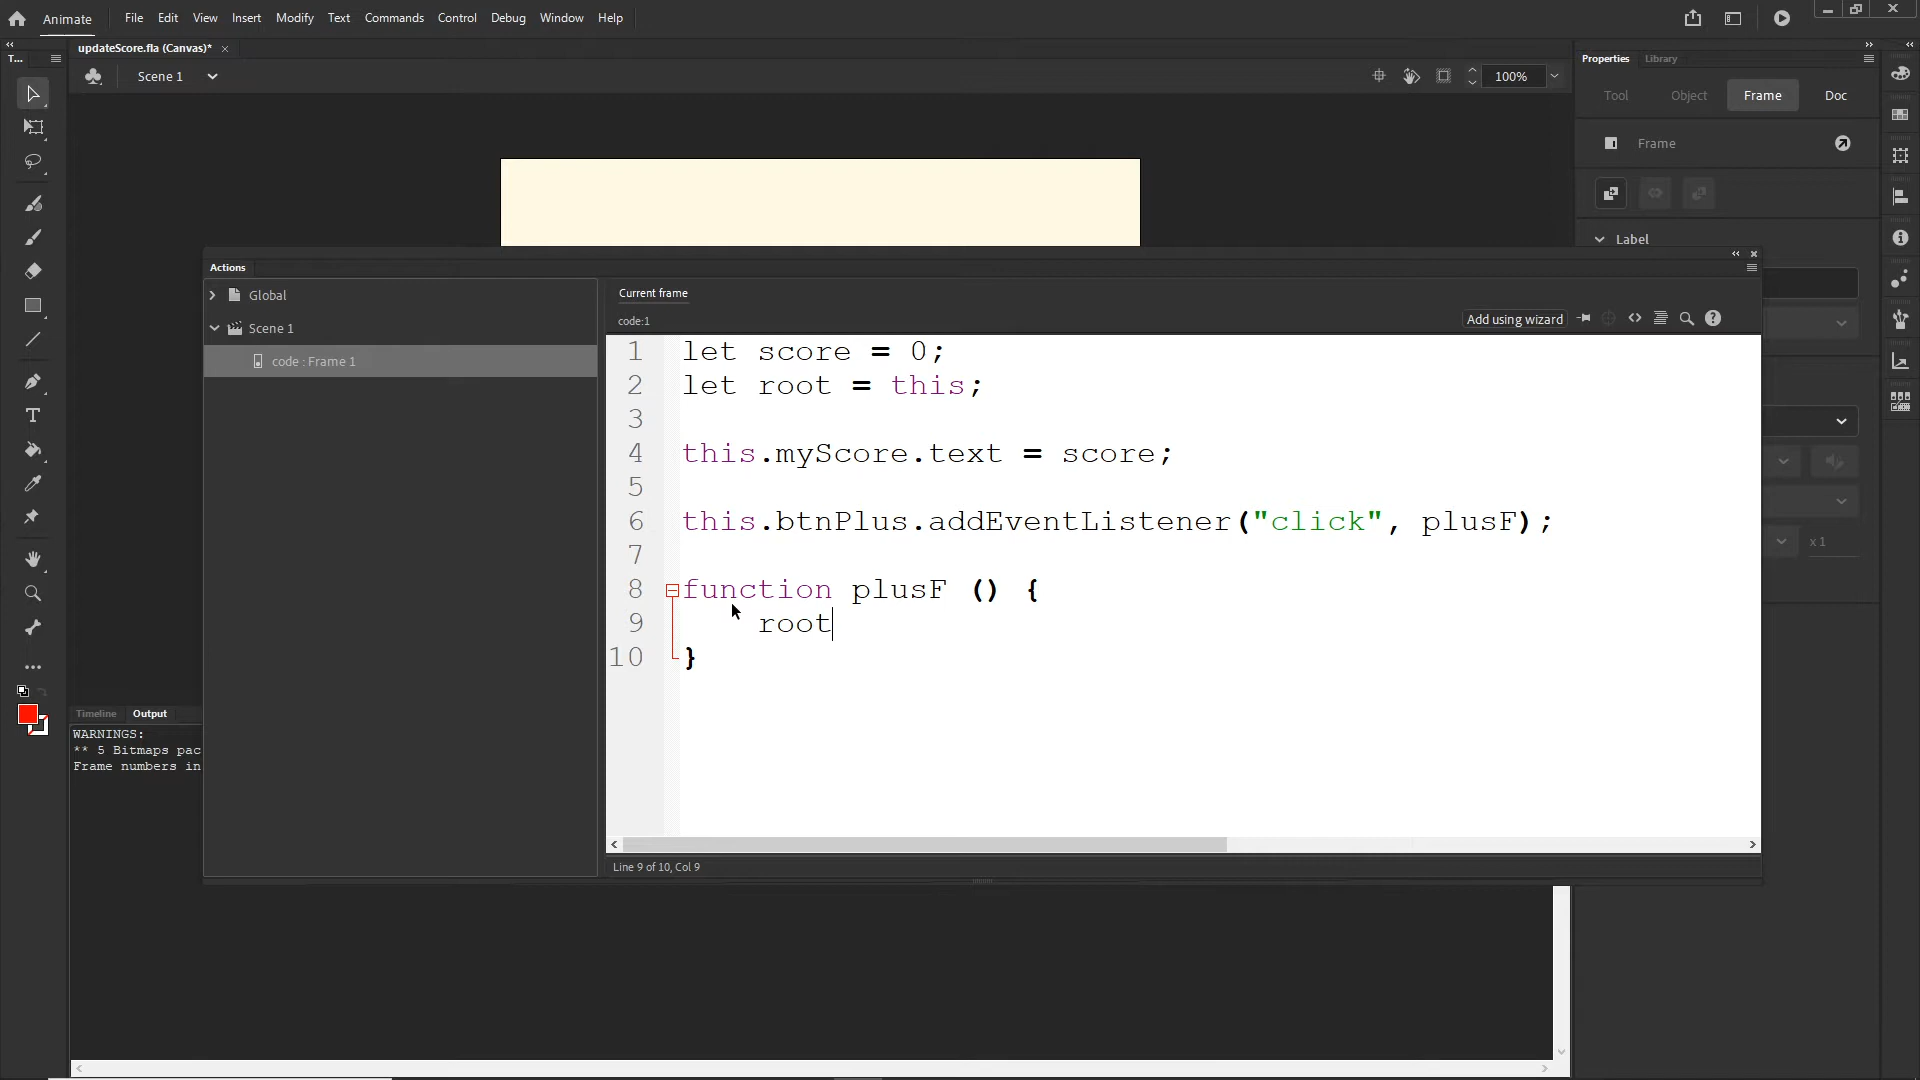 Animate File Edit View Insert Modify Text Commands Control Debug Window Help
updateScore.fla (Canvas)*
Scene 1
100%
T...
Properties Library
Tool Object Frame Doc
Frame
Label
Actions
Global
Scene 1
code : Frame 1
Current frame
code:1
Add using wizard
1 let score = 0;
2 let root = this;
3
4 this.myScore.text = score;
5
6 this.btnPlus.addEventListener("click", plusF);
7
8 function plusF () {
9 root
10 }
x 1
Line 9 of 10, Col 9
Timeline Output
WARNINGS:
** 5 Bitmaps pac
Frame numbers in